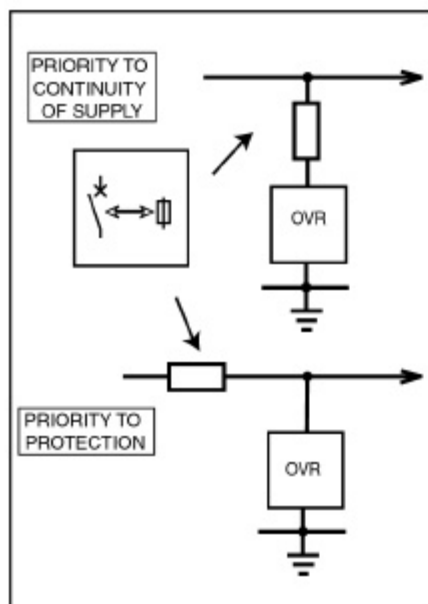 PRIORITY TO
CONTINUITY
OF SUPPLY
OVR
PRIORITY TO
PROTECTION
OVR